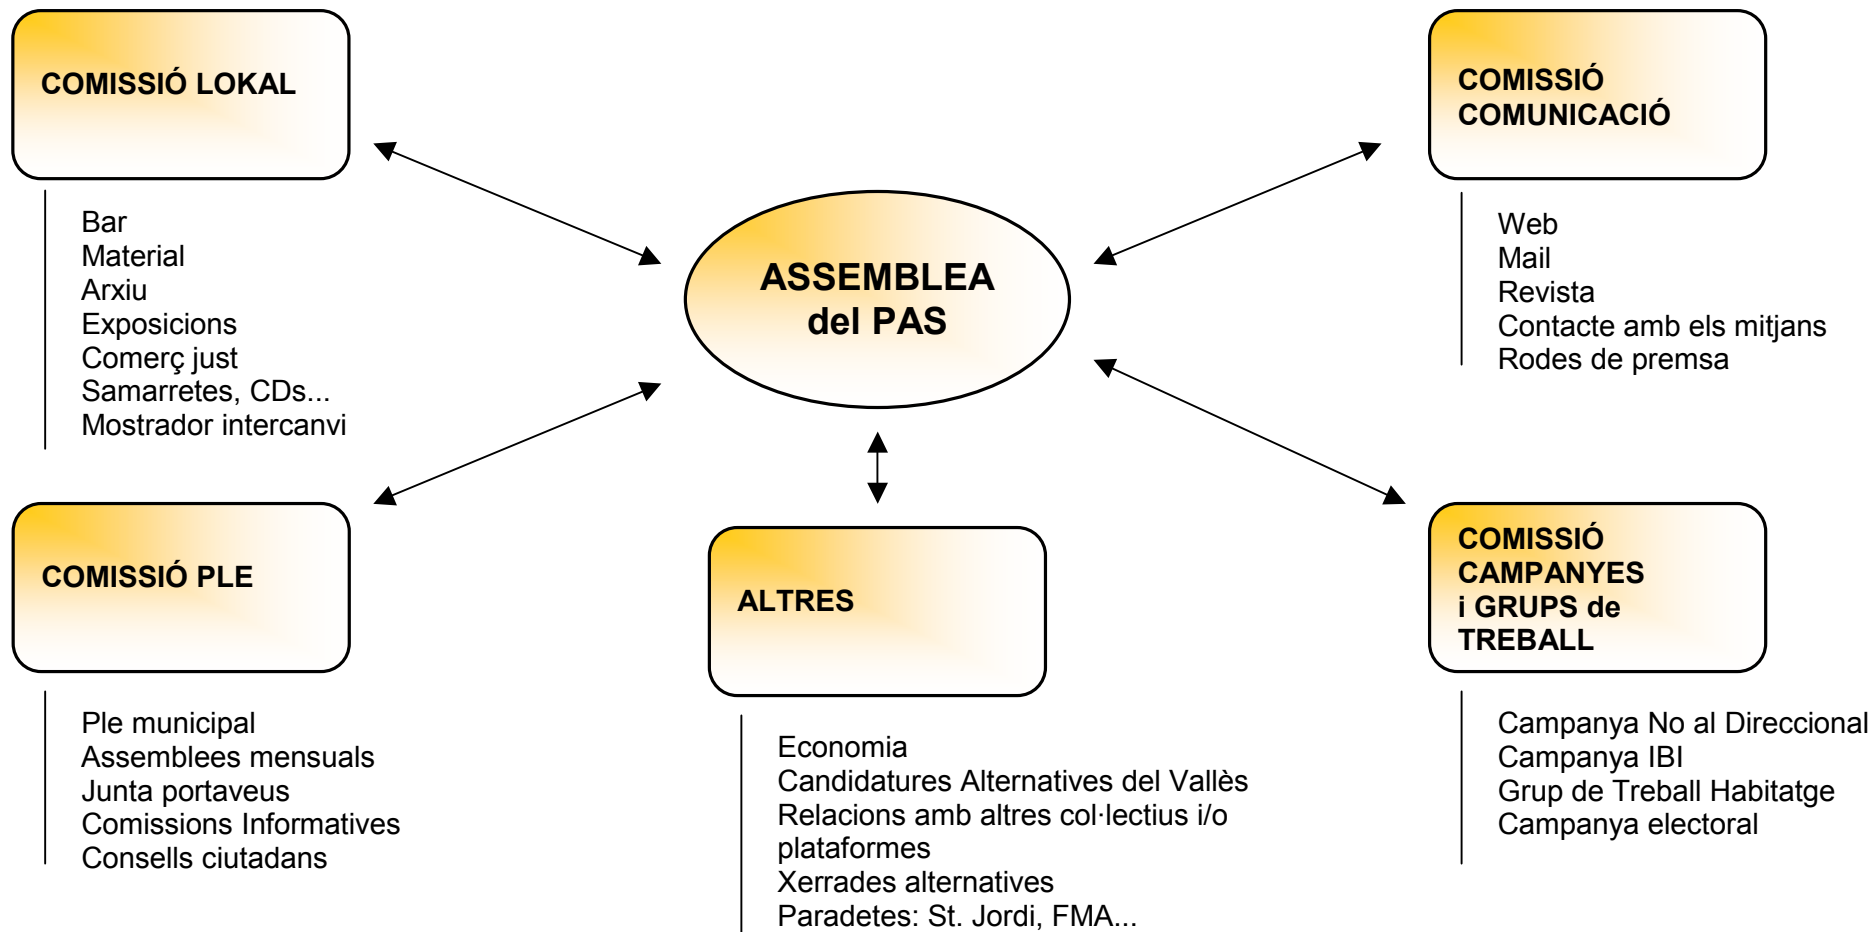 COMISSIÓ LOKAL
Bar
Material
Arxiu
Exposicions
Comerç just
Samarretes, CDs...
Mostrador intercanvi
COMISSIÓ
COMUNICACIÓ
Web
Mail
Revista
Contacte amb els mitjans
Rodes de premsa
ASSEMBLEA
del PAS
COMISSIÓ PLE
Ple municipal
Assemblees mensuals
Junta portaveus
Comissions Informatives
Consells ciutadans
ALTRES
Economia
Candidatures Alternatives del Vallès
Relacions amb altres col·lectius i/o
plataformes
Xerrades alternatives
Paradetes: St. Jordi, FMA...
COMISSIÓ
CAMPANYES
i GRUPS de
TREBALL
Campanya No al Direccional
Campanya IBI
Grup de Treball Habitatge
Campanya electoral